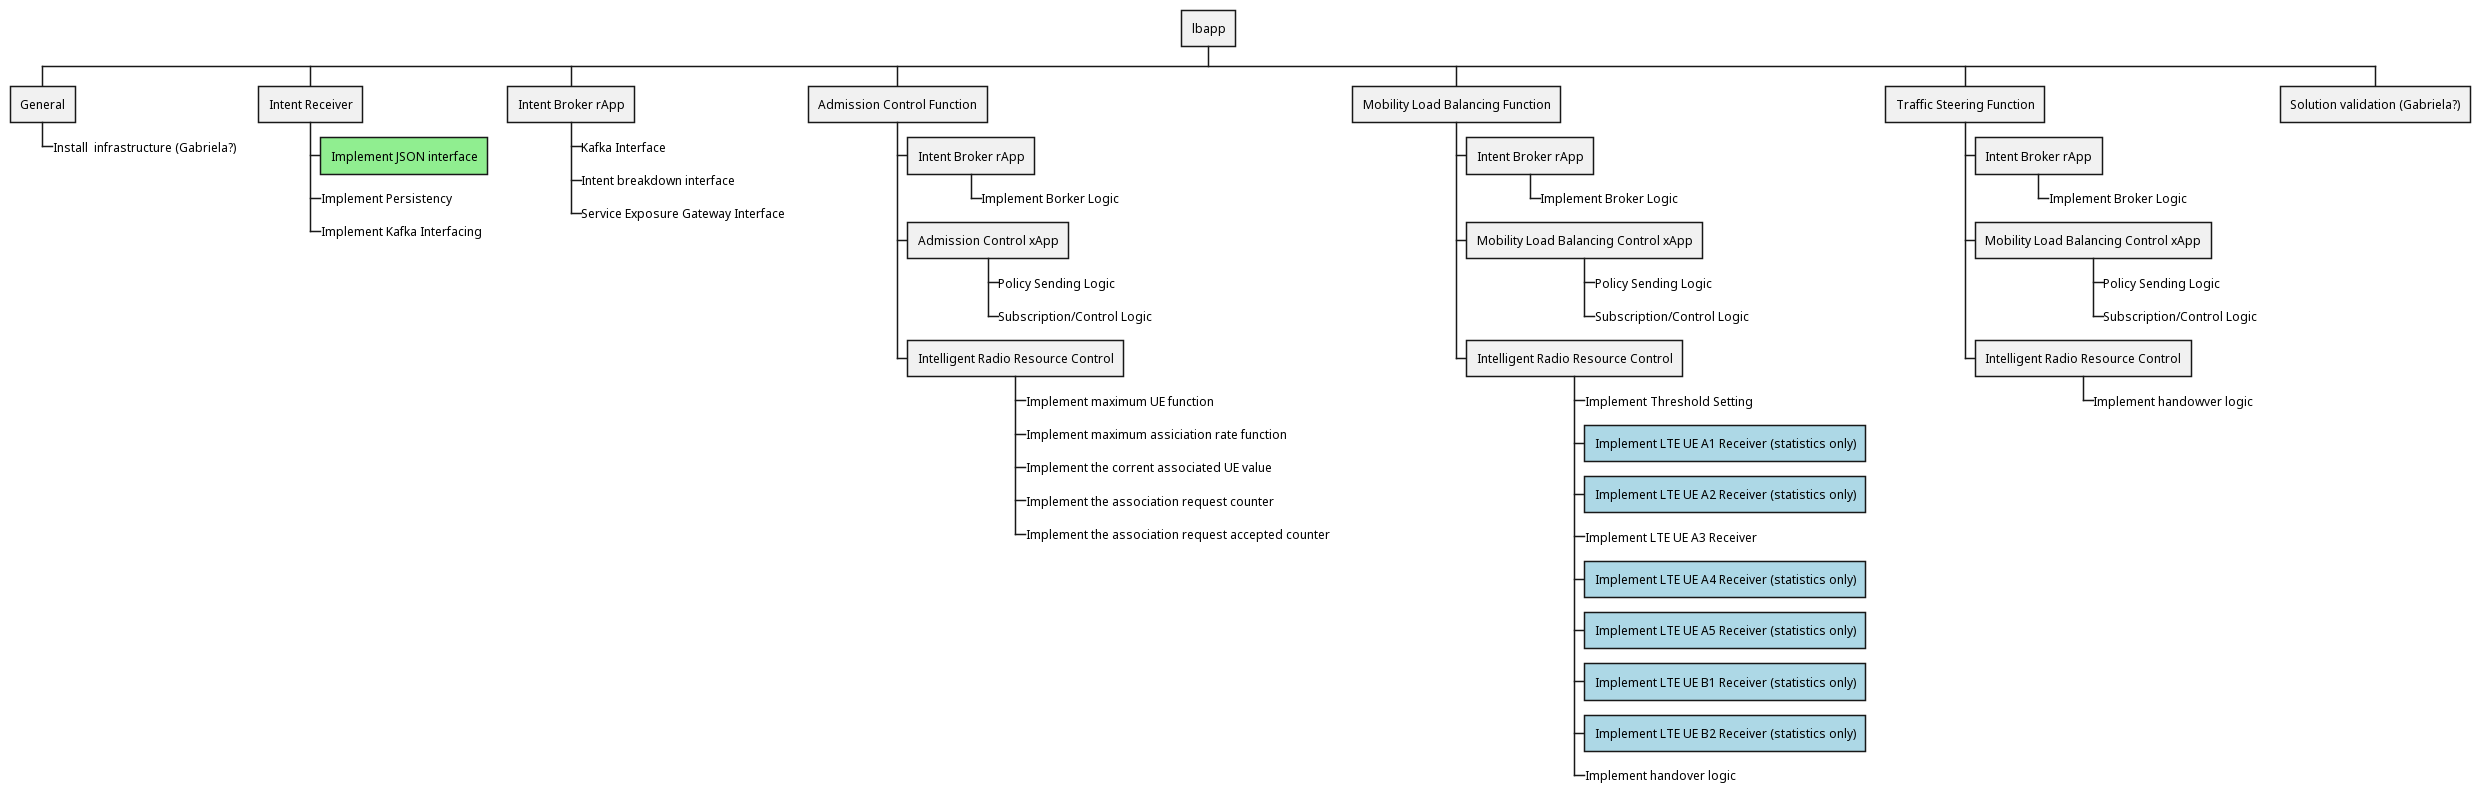 lbapp
General
Install  infrastructure (Gabriela?)
Intent Receiver
Implement JSON interface
Implement Persistency
Implement Kafka Interfacing
Intent Broker rApp
Kafka Interface
Intent breakdown interface
Service Exposure Gateway Interface
Admission Control Function
Intent Broker rApp
Implement Borker Logic
Admission Control xApp
Policy Sending Logic
Subscription/Control Logic
Intelligent Radio Resource Control
Implement maximum UE function
Implement maximum assiciation rate function
Implement the corrent associated UE value
Implement the association request counter
Implement the association request accepted counter
Mobility Load Balancing Function
Intent Broker rApp
Implement Broker Logic
Mobility Load Balancing Control xApp
Policy Sending Logic
Subscription/Control Logic
Intelligent Radio Resource Control
Implement Threshold Setting
Implement LTE UE A1 Receiver (statistics only)
Implement LTE UE A2 Receiver (statistics only)
Implement LTE UE A3 Receiver
Implement LTE UE A4 Receiver (statistics only)
Implement LTE UE A5 Receiver (statistics only)
Implement LTE UE B1 Receiver (statistics only)
Implement LTE UE B2 Receiver (statistics only)
Implement handover logic
Traffic Steering Function
Intent Broker rApp
Implement Broker Logic
Mobility Load Balancing Control xApp
Policy Sending Logic
Subscription/Control Logic
Intelligent Radio Resource Control
Implement handowver logic
Solution validation (Gabriela?)